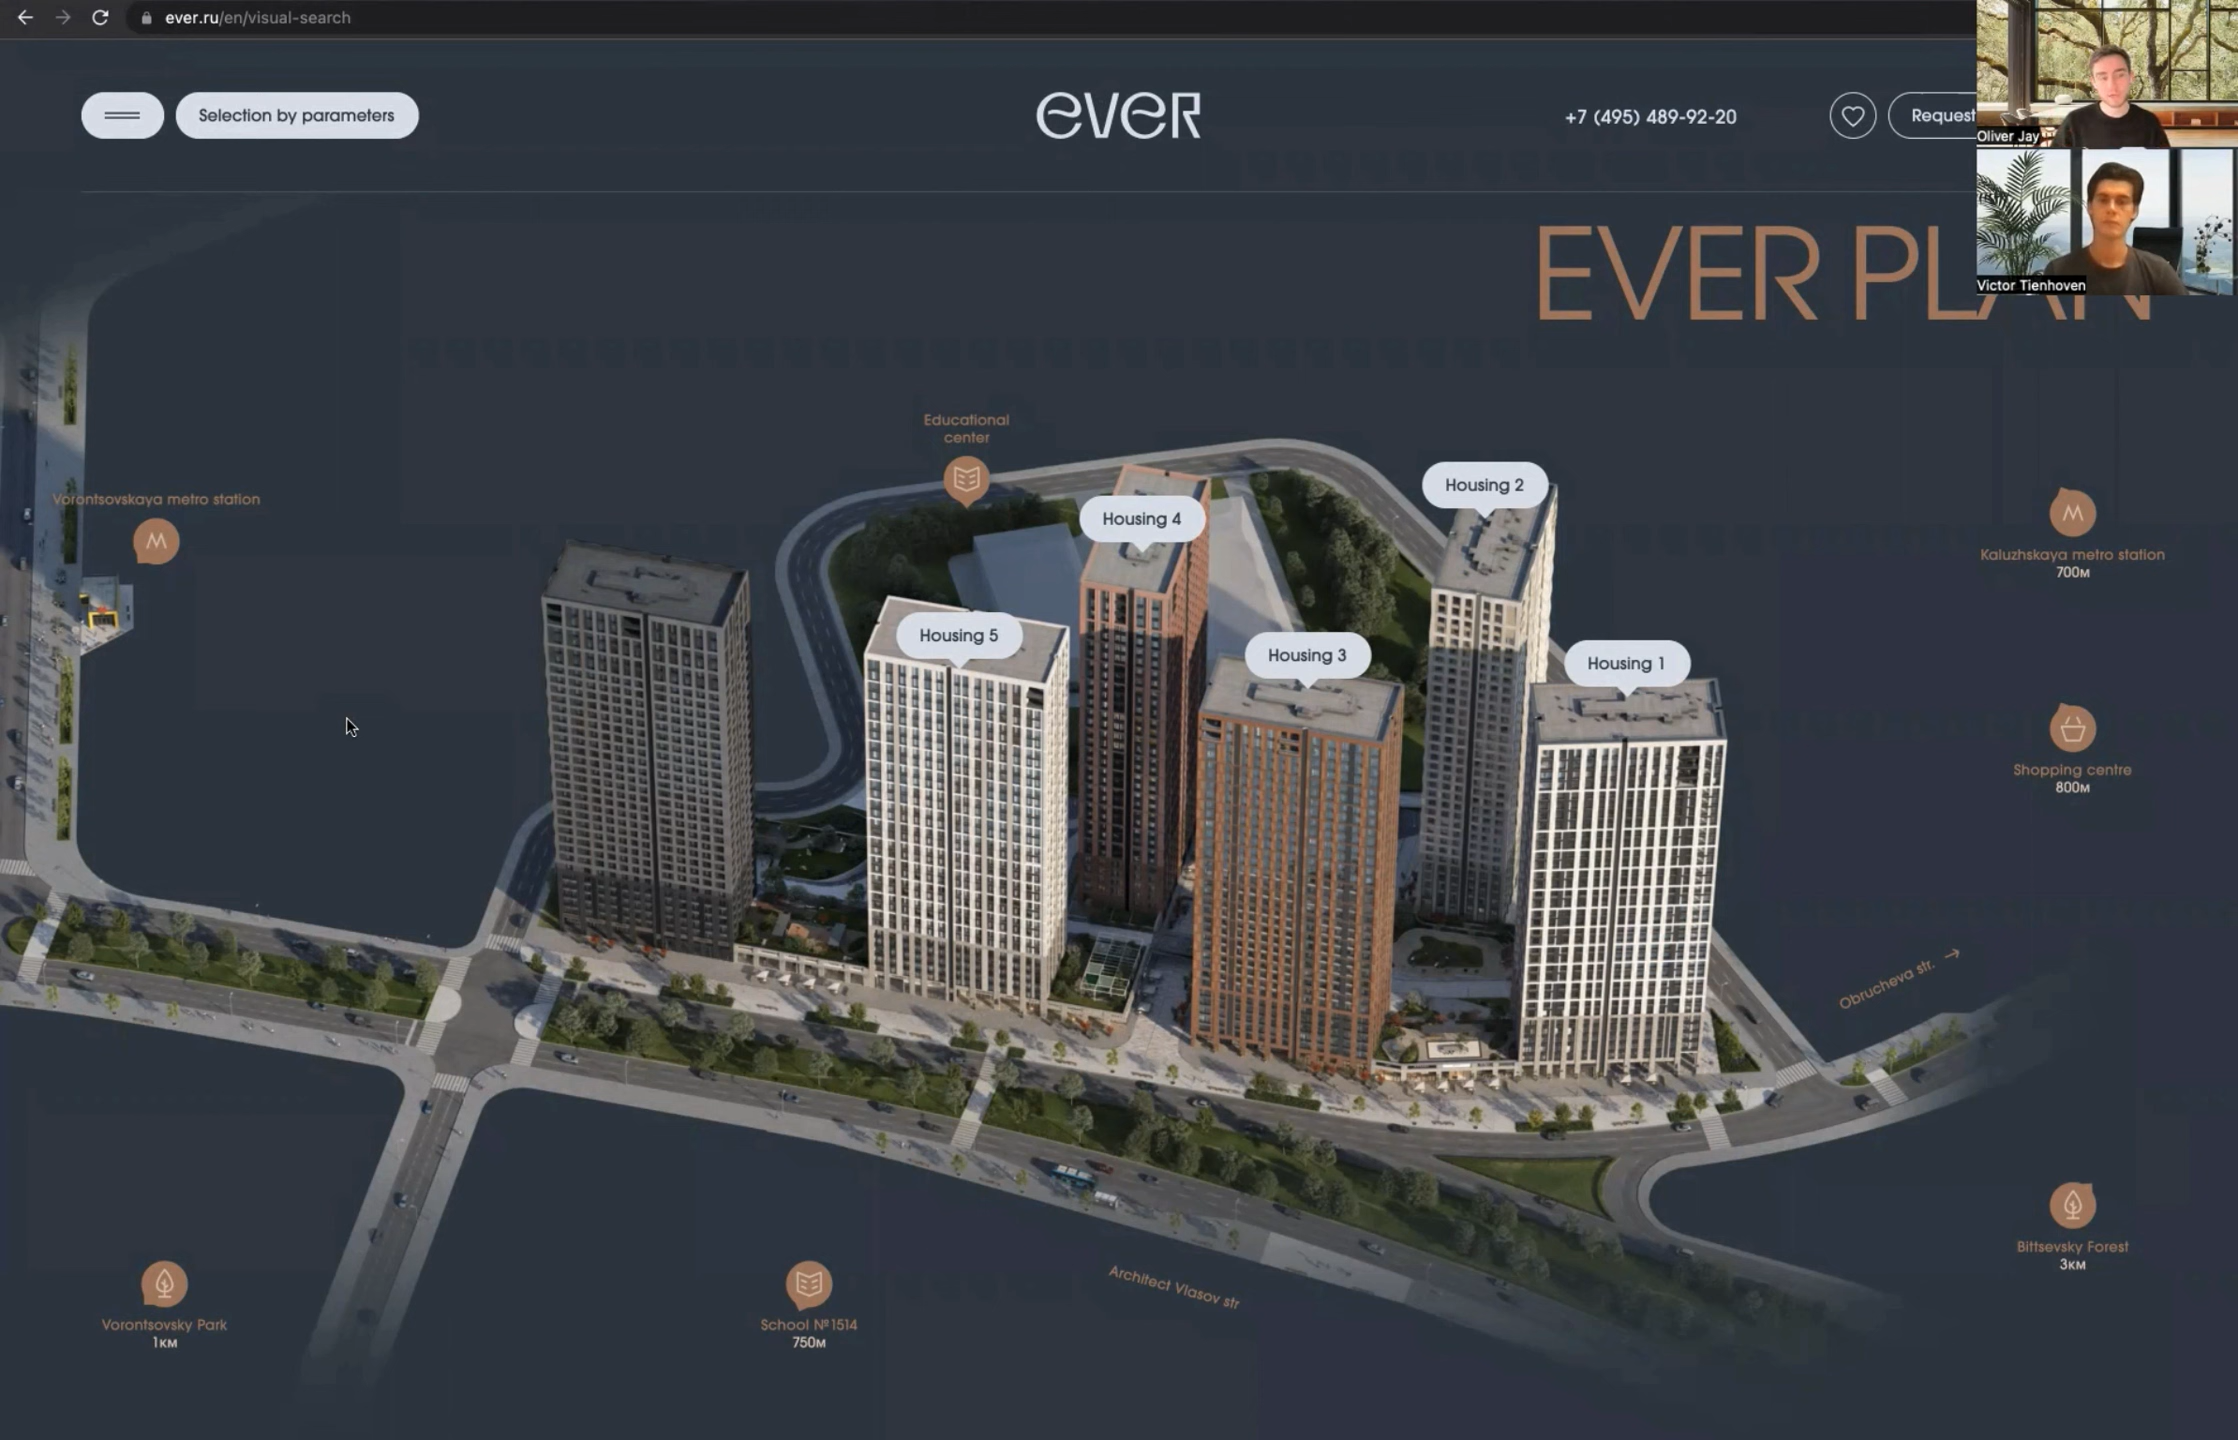 ever.ru/en/visual-search
Selection by parameters
ever
+7 (495) 489-92-20
Request
Oliver Jay
Victor Tienhoven
EVER PLAN
Educational
center
Vorontsovskaya metro station
Housing 4
Housing 2
Kaluzhskaya metro station
700м
Housing 5
Housing 3
Housing 1
Shopping centre
800м
Obrucheva str. →
Bittsevsky Forest
3км
Architect Vlasov str
Vorontsovsky Park
1км
School №1514
750м